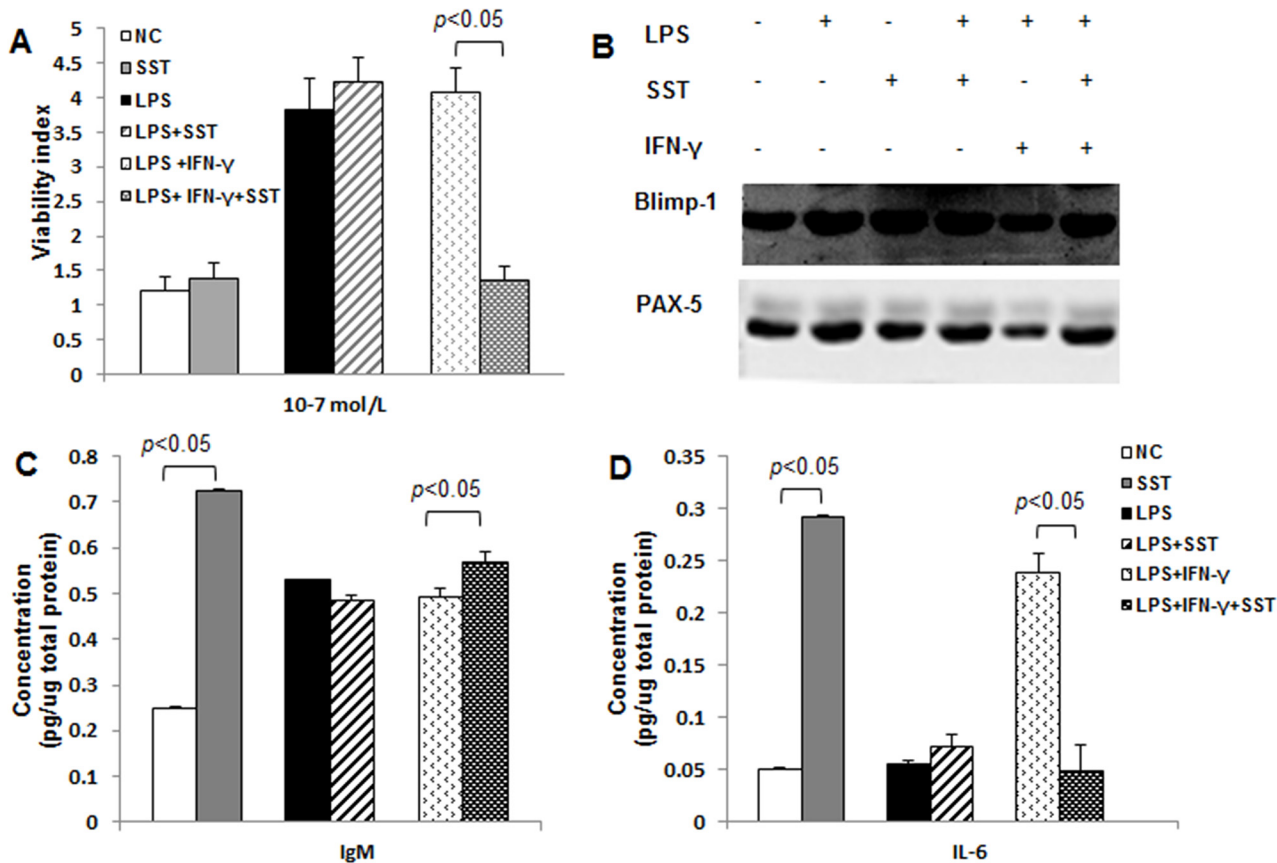 A
NC
SST
LPS
LPS+SST
LPS +IFN-γ
LPS+ IFN-γ+SST
p<0.05
Viability index
5
4.5
4
3.5
3
2.5
2
1.5
1
0.5
0
10-7 mol/L
B
LPS - + - + + +
SST - - + + - +
IFN-γ - - - - + +
Blimp-1
PAX-5
C
p<0.05
p<0.05
Concentration
(pg/ug total protein)
0.8
0.7
0.6
0.5
0.4
0.3
0.2
0.1
0
IgM
D
p<0.05
p<0.05
Concentration
(pg/ug total protein)
0.35
0.3
0.25
0.2
0.15
0.1
0.05
0
IL-6
NC
SST
LPS
LPS+SST
LPS+IFN-γ
LPS+IFN-γ+SST